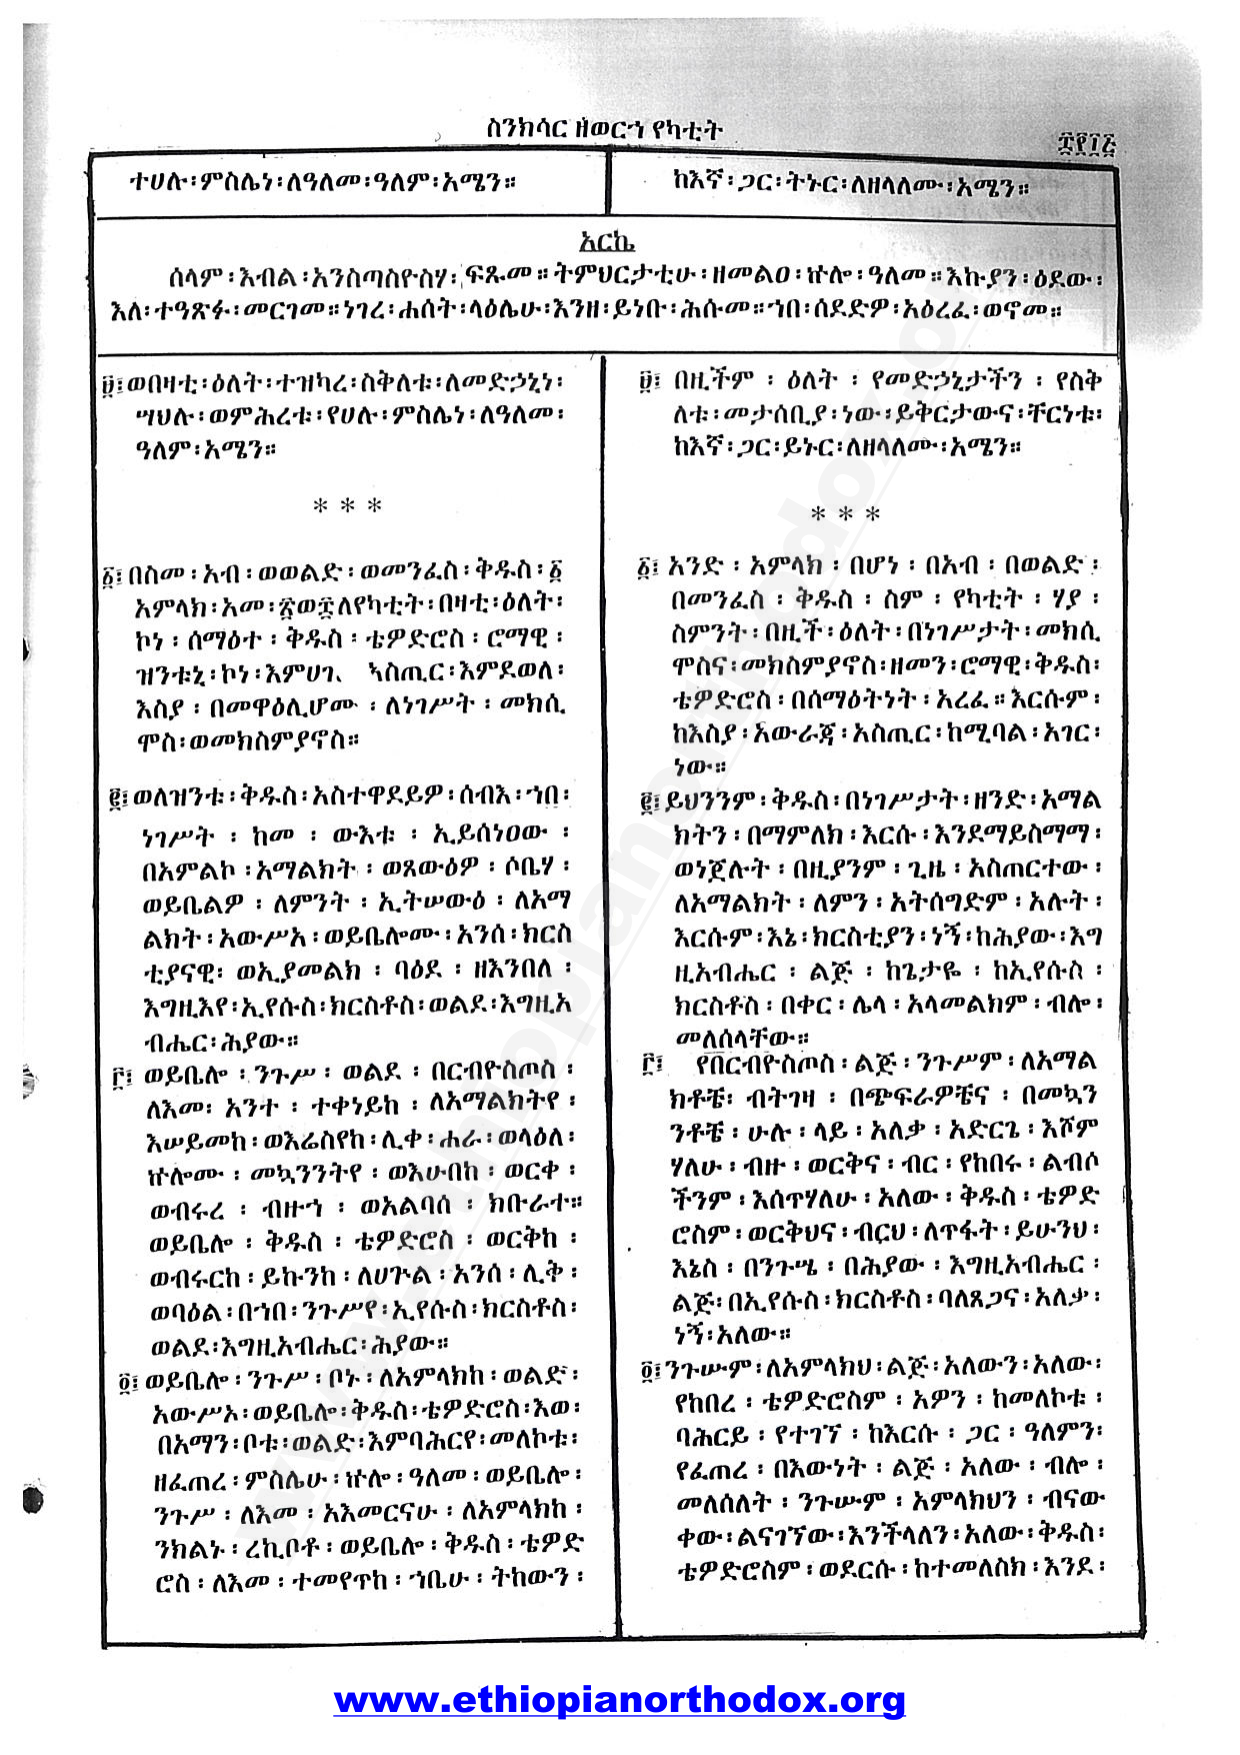 ስንክሳር ዘወርኀ የካቲት
፷፻፲፭
ተሀሉ፡ምስሌነ፡ለዓለመ፡ዓለም፡አሜን።
ከእኛ፡ጋር፡ትኑር፡ለዘላለሙ፡አሜን።
አርኬ
ሰላም፡እብል፡አንስጣስዮስሃ፡ፍጹመ። ትምህርታቲሁ፡ዘመልዐ፡ኵሎ፡ዓለመ። እኩያን፡ዕደው፡
እለ፡ተዓጽፉ፡መርገመ። ነገረ፡ሐሰት፡ላዕሌሁ፡እንዘ፡ይነቡ፡ሕሱመ። ኀበ፡ሰደድዎ፡አዕረፈ፡ወኖመ።
፱፤ወበዛቲ፡ዕለት፡ተዝካረ፡ስቅለቱ፡ለመድኃኒነ፡
ሣህሉ፡ወምሕረቱ፡የሀሉ፡ምስሌነ፡ለዓለመ፡
ዓለም፡አሜን።
* * *
፩፤በስመ፡አብ፡ወወልድ፡ወመንፈስ፡ቅዱስ፡፩
አምላክ፡አመ፡፳ወ፰ለየካቲት፡በዛቲ፡ዕለት፡
ኮነ፡ሰማዕተ፡ቅዱስ፡ቴዎድሮስ፡ሮማዊ፡
ዝንቱኒ፡ኮነ፡እምሀገ፡ ኣስጢር፡እምደወለ፡
እስያ፡በመዋዕሊሆሙ፡ለነገሥት፡መክሲ
ሞስ፡ወመክስምያኖስ።
፪፤ወለዝንቱ፡ቅዱስ፡አስተዋደይዎ፡ሰብእ፡ኀበ፡
ነገሥት፡ከመ፡ውእቱ፡ኢይሰነዐው፡
በአምልኮ፡አማልክት፡ወጸውዕዎ፡ሶቤሃ፡
ወይቤልዎ፡ለምንት፡ኢትሠውዕ፡ለአማ
ልክት፡አውሥአ፡ወይቤሎሙ፡አንሰ፡ክርስ
ቲያናዊ፡ወኢያመልክ፡ባዕደ፡ዘእንበለ፡
እግዚእየ፡ኢየሱስ፡ክርስቶስ፡ወልደ፡እግዚአ
ብሔር፡ሕያው።
፫፤ወይቤሎ፡ንጉሥ፡ወልደ፡በርብዮስጦስ፡
ለእመ፡አንተ፡ተቀነይከ፡ለአማልክትየ፡
እሠይመከ፡ወእሬስየከ፡ሊቀ፡ሐራ፡ወላዕለ፡
ኵሎሙ፡መኳንንትየ፡ወእሁበከ፡ወርቀ፡
ወብሩረ፡ብዙኀ፡ወአልባሰ፡ክቡራተ።
ወይቤሎ፡ቅዱስ፡ቴዎድሮስ፡ወርቅከ፡
ወብሩርከ፡ይኩንከ፡ለሀጕል፡አንሰ፡ሊቅ፡
ወባዕል፡በኀበ፡ንጉሥየ፡ኢየሱስ፡ክርስቶስ፡
ወልደ፡እግዚአብሔር፡ሕያው።
፬፤ወይቤሎ፡ንጉሥ፡ቦኑ፡ለአምላክከ፡ወልድ፡
አውሥአ፡ወይቤሎ፡ቅዱስ፡ቴዎድሮስ፡እወ፡
በአማን፡ቦቱ፡ወልድ፡እምባሕርየ፡መለኮቱ፡
ዘፈጠረ፡ምስሌሁ፡ኵሎ፡ዓለመ፡ወይቤሎ፡
ንጉሥ፡ለእመ፡አእመርናሁ፡ለአምላክከ፡
ንክልኑ፡ረኪቦቶ፡ወይቤሎ፡ቅዱስ፡ቴዎድ
ሮስ፡ለእመ፡ተመየጥከ፡ኀቤሁ፡ትከውን፡
፱፤ በዚችም፡ዕለት፡የመድኃኒታችን፡የስቅ
ለቱ፡መታሰቢያ፡ነው፡ይቅርታውና፡ቸርነቱ፡
ከእኛ፡ጋር፡ይኑር፡ለዘላለሙ፡አሜን።
* * *
፩፤ አንድ፡አምላክ፡በሆነ፡በአብ፡በወልድ፡
በመንፈስ፡ቅዱስ፡ስም፡የካቲት፡ሃያ፡
ስምንት፡በዚች፡ዕለት፡በነገሥታት፡መክሲ
ሞስና፡መክስምያኖስ፡ዘመን፡ሮማዊ፡ቅዱስ፡
ቴዎድሮስ፡በሰማዕትነት፡አረፈ።እርሱም፡
ከእስያ፡አውራጃ፡አስጢር፡ከሚባል፡አገር፡
ነው።
፪፤ይህንንም፡ቅዱስ፡በነገሥታት፡ዘንድ፡አማል
ክትን፡በማምለክ፡እርሱ፡እንደማይስማማ፡
ወነጀሉት፡በዚያንም፡ጊዜ፡አስጠርተው፡
ለአማልክት፡ለምን፡አትሰግድም፡አሉት፡
እርሱም፡እኔ፡ክርስቲያን፡ነኝ፡ከሕያው፡እግ
ዚአብሔር፡ልጅ፡ከጌታዬ፡ከኢየሱስ፡
ክርስቶስ፡በቀር፡ሌላ፡አላመልክም፡ብሎ፡
መለሰላቸው።
፫፤ የበርብዮስጦስ፡ልጅ፡ንጉሥም፡ለአማል
ክቶቼ፡ብትገዛ፡በጭፍራዎቼና፡በመኳን
ንቶቼ፡ሁሉ፡ላይ፡አለቃ፡አድርጌ፡እሾም
ሃለሁ፡ብዙ፡ወርቅና፡ብር፡የከበሩ፡ልብሶ
ችንም፡እሰጥሃለሁ፡አለው፡ቅዱስ፡ቴዎድ
ሮስም፡ወርቅህና፡ብርህ፡ለጥፋት፡ይሁንህ፡
እኔስ፡በንጉሤ፡በሕያው፡እግዚአብሔር፡
ልጅ፡በኢየሱስ፡ክርስቶስ፡ባለጸጋና፡አለቃ፡
ነኝ፡አለው።
፬፤ንጉሡም፡ለአምላክህ፡ልጅ፡አለውን፡አለው፡
የከበረ፡ቴዎድሮስም፡አዎን፡ከመለኮቱ፡
ባሕርይ፡የተገኘ፡ከእርሱ፡ጋር፡ዓለምን፡
የፈጠረ፡በእውነት፡ልጅ፡አለው፡ብሎ፡
መለሰለት፡ንጉሡም፡አምላክህን፡ብናው
ቀው፡ልናገኘው፡እንችላለን፡አለው፡ቅዱስ፡
ቴዎድሮስም፡ወደርሱ፡ከተመለስክ፡እንደ፡
www.ethiopianorthodox.org
www.ethiopianorthodox.org